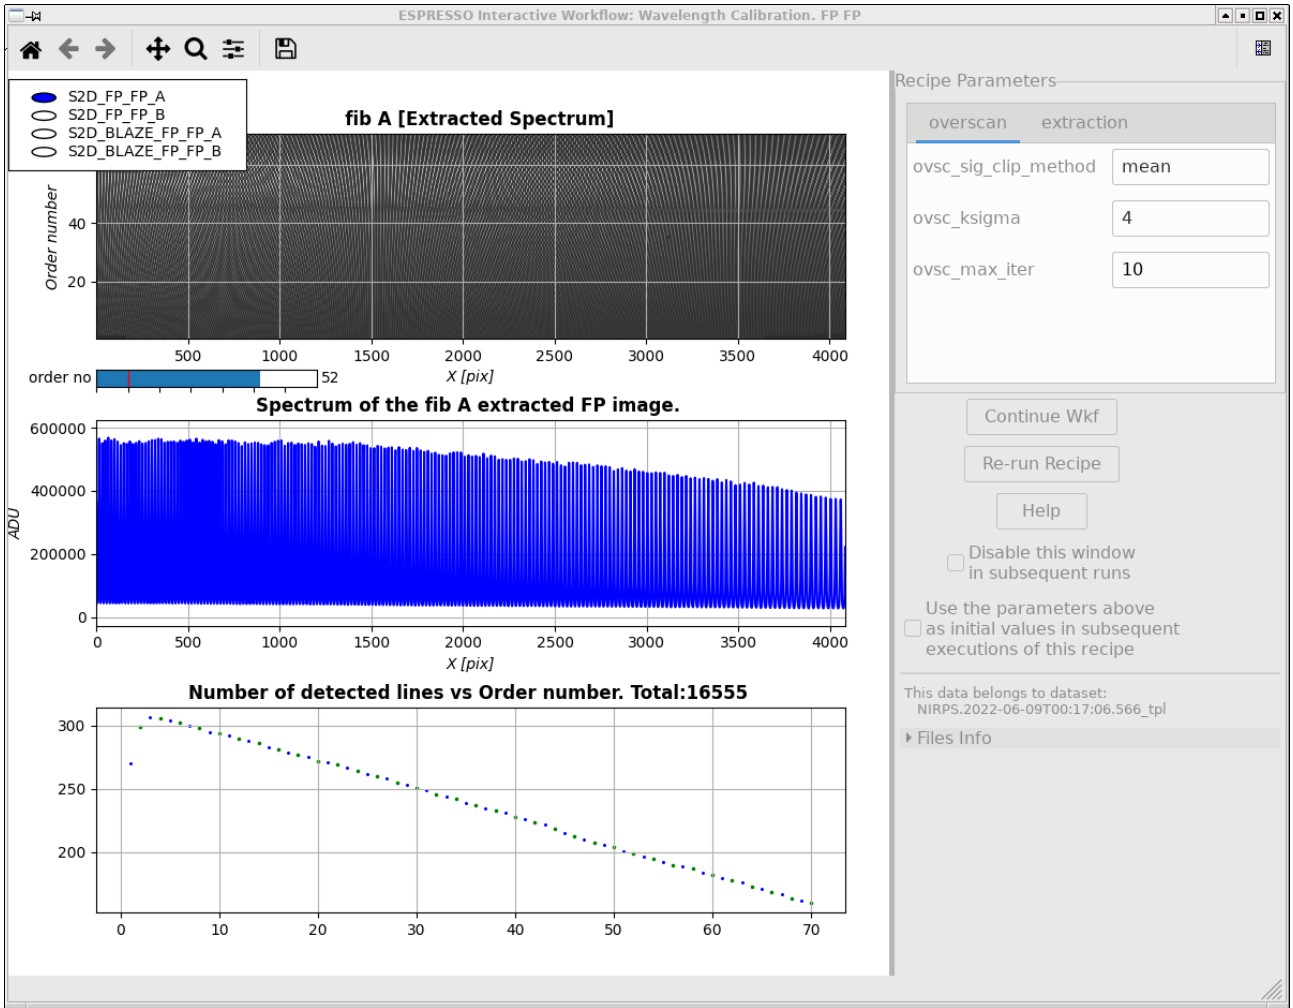 ESPRESSO Interactive Workflow: Wavelength Calibration. FP FP
S2D_FP_FP_A
S2D_FP_FP_B
S2D_BLAZE_FP_FP_A
S2D_BLAZE_FP_FP_B
fib A [Extracted Spectrum]
Order number
40
20
500 1000 1500 2000 2500 3000 3500 4000
X [pix]
order no 52
Spectrum of the fib A extracted FP image.
ADU
600000
400000
200000
0
0 500 1000 1500 2000 2500 3000 3500 4000
X [pix]
Number of detected lines vs Order number. Total:16555
300
250
200
0 10 20 30 40 50 60 70
Recipe Parameters
overscan extraction
ovsc_sig_clip_method mean
ovsc_ksigma 4
ovsc_max_iter 10
Continue Wkf
Re-run Recipe
Help
Disable this window
in subsequent runs
Use the parameters above
as initial values in subsequent
executions of this recipe
This data belongs to dataset:
NIRPS.2022-06-09T00:17:06.566_tpl
Files Info